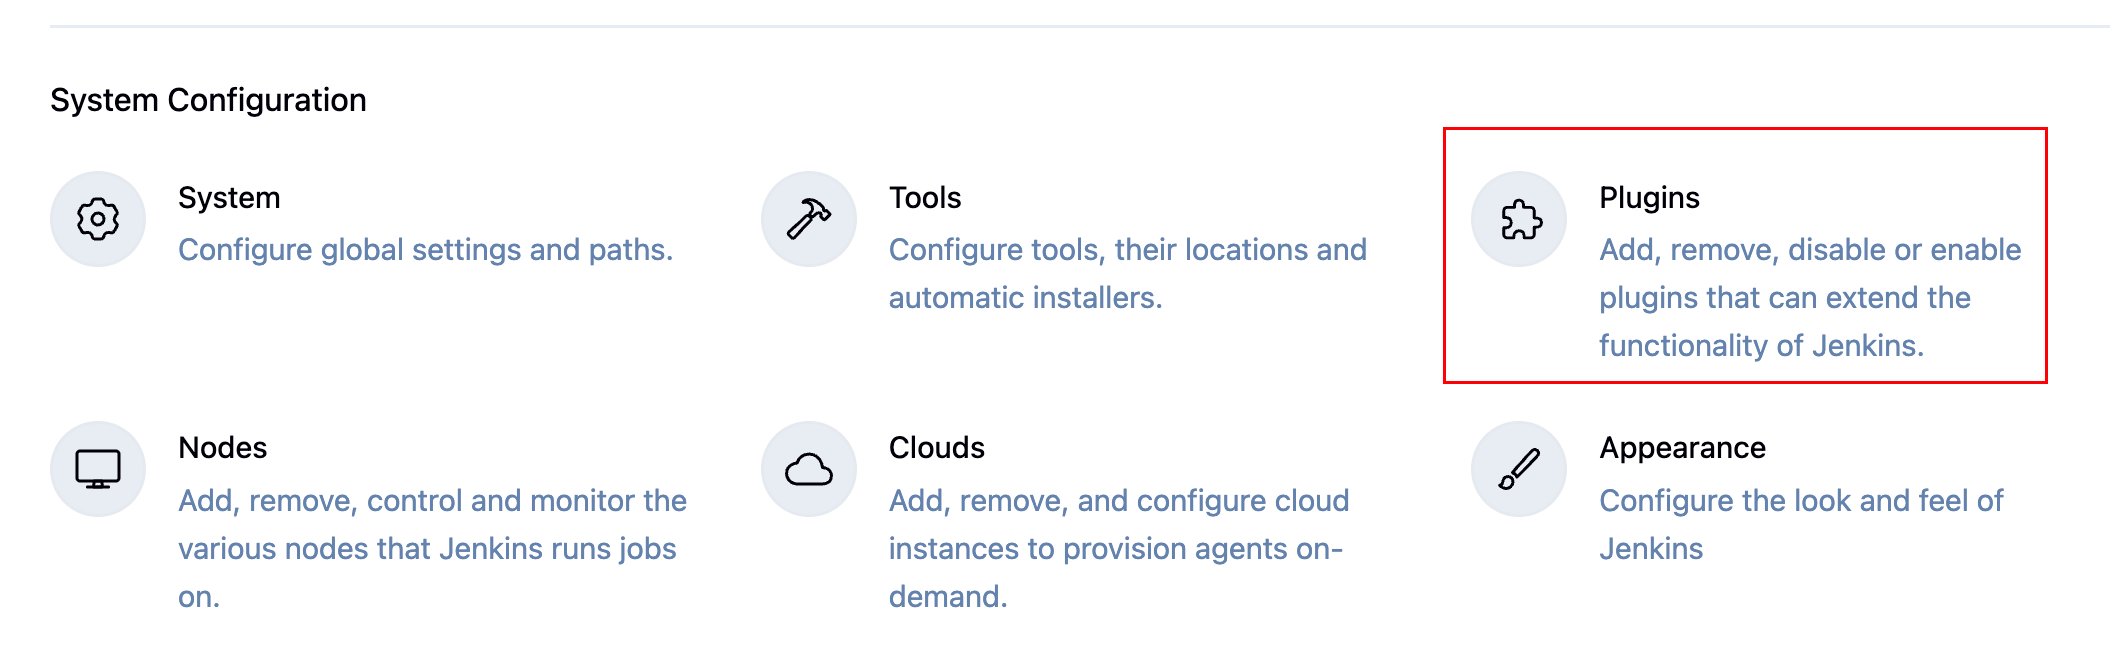 System Configuration
System
Configure global settings and paths.
Tools
Configure tools, their locations and
automatic installers.
Plugins
Add, remove, disable or enable
plugins that can extend the
functionality of Jenkins.
Nodes
Add, remove, control and monitor the
various nodes that Jenkins runs jobs
on.
Clouds
Add, remove, and configure cloud
instances to provision agents on-
demand.
Appearance
Configure the look and feel of
Jenkins